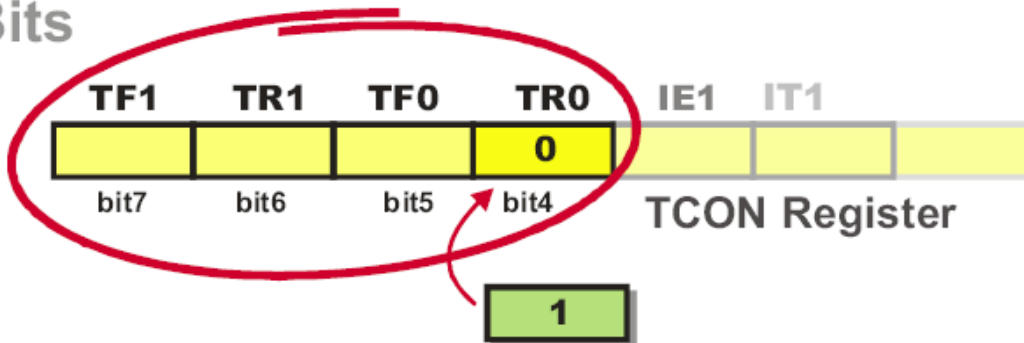 Bits
TF1 TR1 TF0 TR0 IE1 IT1
0
bit7 bit6 bit5 bit4
TCON Register
1